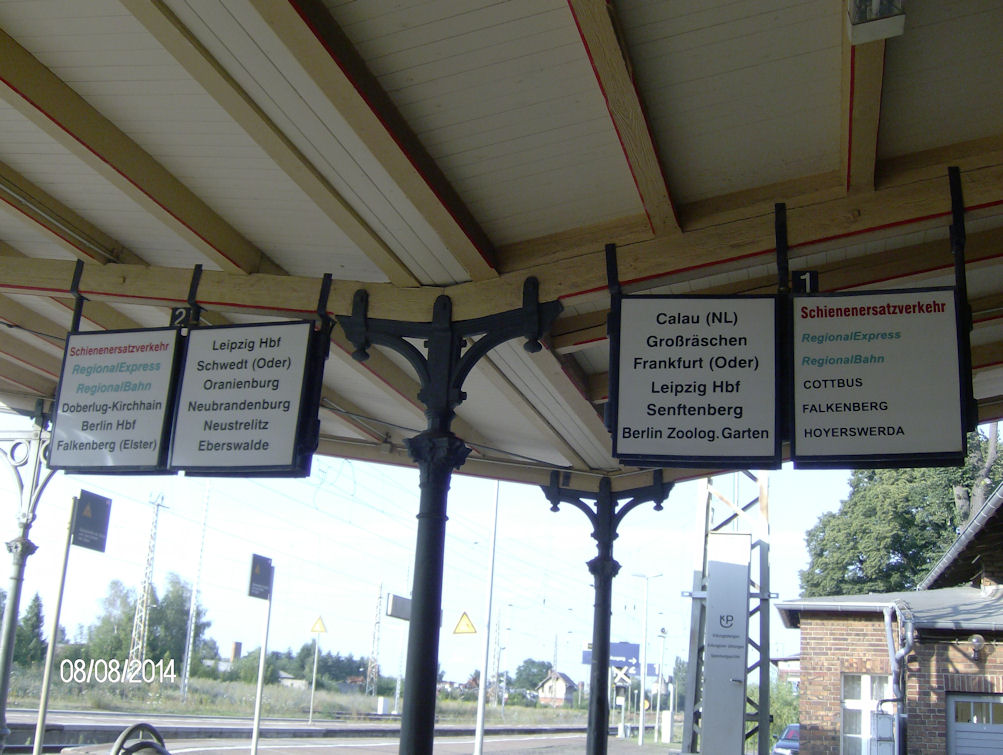 2
Schienenersatzverkehr
RegionalExpress
RegionalBahn
Doberlug-Kirchhain
Berlin Hbf
Falkenberg (Elster)
Leipzig Hbf
Schwedt (Oder)
Oranienburg
Neubrandenburg
Neustrelitz
Eberswalde
Calau (NL)
Großräschen
Frankfurt (Oder)
Leipzig Hbf
Senftenberg
Berlin Zoolog.Garten
1
Schienenersatzverkehr
RegionalExpress
RegionalBahn
COTTBUS
FALKENBERG
HOYERSWERDA
08/08/2014